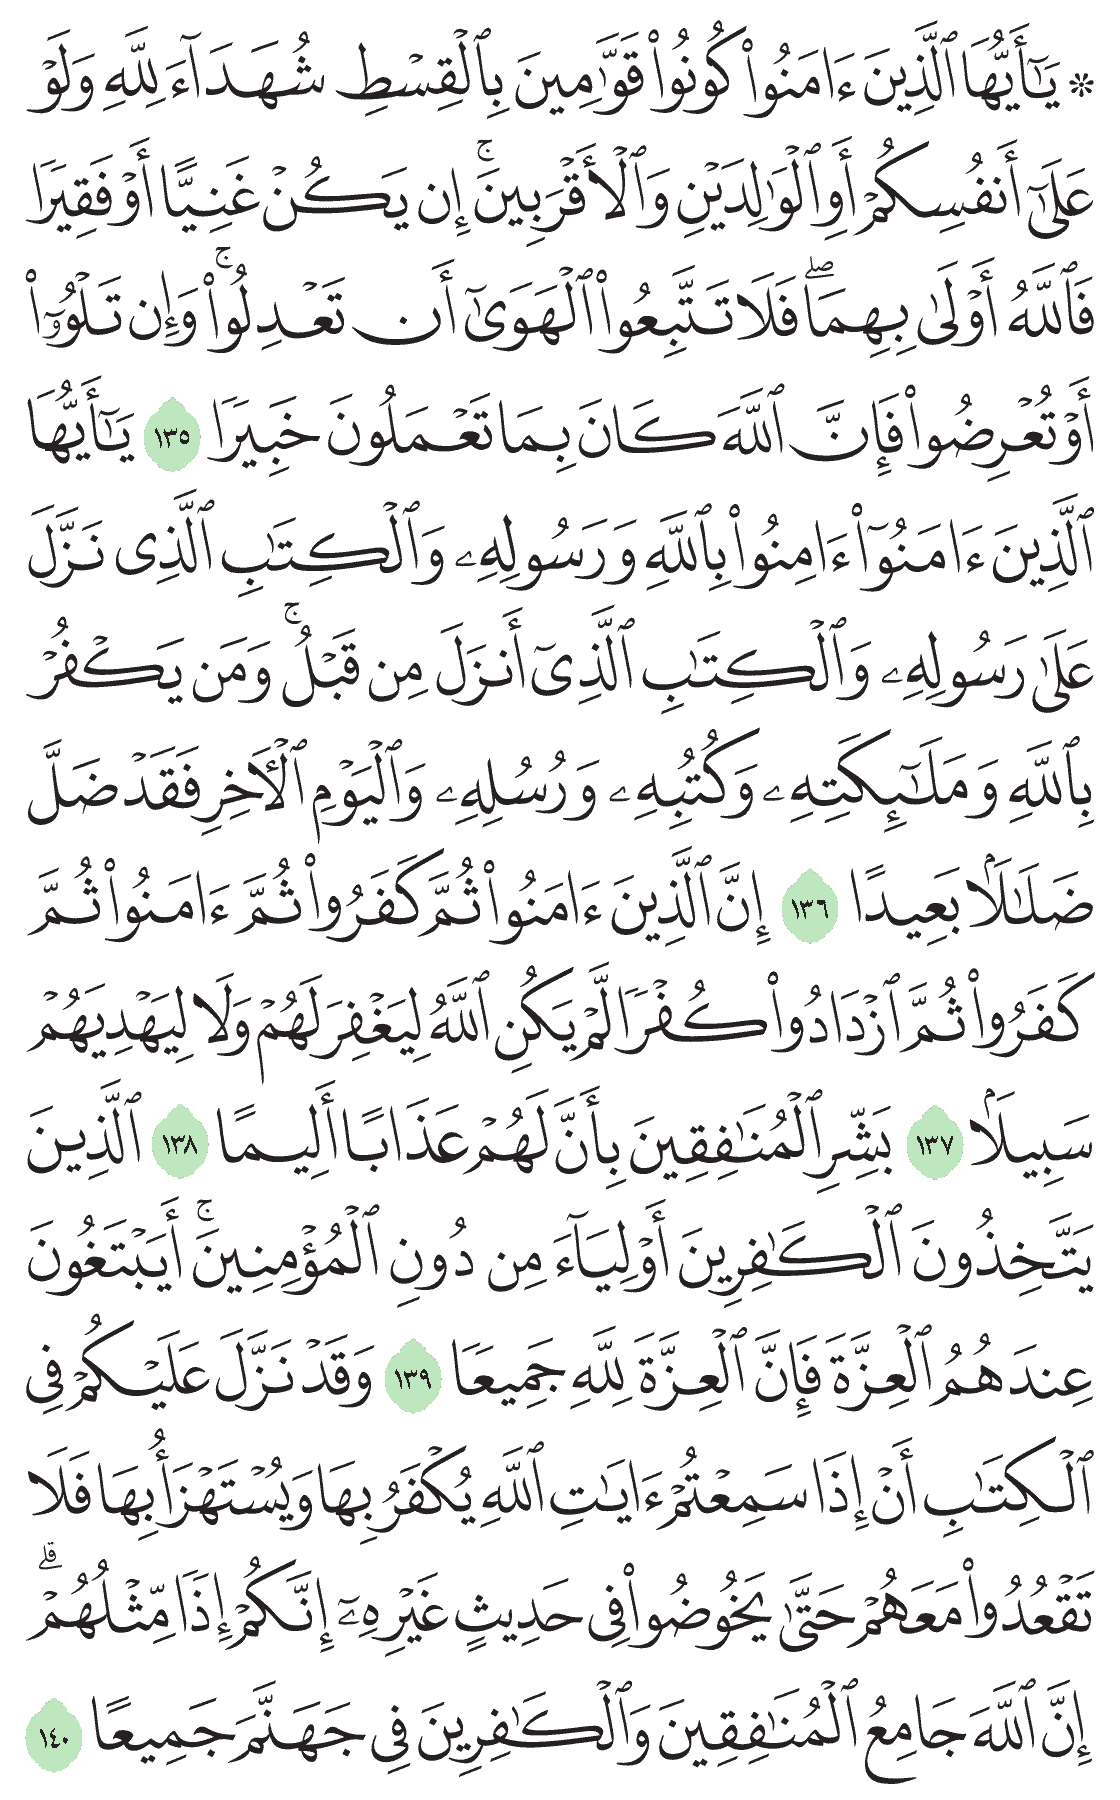 ۞ يَـٰٓأَيُّهَا ٱلَّذِينَ ءَامَنُوا۟ كُونُوا۟ قَوَّٰمِينَ بِٱلْقِسْطِ شُهَدَآءَ لِلَّهِ وَلَوْ
عَلَىٰٓ أَنفُسِكُمْ أَوِ ٱلْوَٰلِدَيْنِ وَٱلْأَقْرَبِينَ ۚ إِن يَكُنْ غَنِيًّا أَوْ فَقِيرًا
فَٱللَّهُ أَوْلَىٰ بِهِمَا ۖ فَلَا تَتَّبِعُوا۟ ٱلْهَوَىٰٓ أَن تَعْدِلُوا۟ ۚ وَإِن تَلْوُۥٓا۟
أَوْ تُعْرِضُوا۟ فَإِنَّ ٱللَّهَ كَانَ بِمَا تَعْمَلُونَ خَبِيرًا ١٣٥ يَـٰٓأَيُّهَا
ٱلَّذِينَ ءَامَنُوٓا۟ ءَامِنُوا۟ بِٱللَّهِ وَرَسُولِهِۦ وَٱلْكِتَـٰبِ ٱلَّذِى نَزَّلَ
عَلَىٰ رَسُولِهِۦ وَٱلْكِتَـٰبِ ٱلَّذِىٓ أَنزَلَ مِن قَبْلُ ۚ وَمَن يَكْفُرْ
بِٱللَّهِ وَمَلَـٰٓئِكَتِهِۦ وَكُتُبِهِۦ وَرُسُلِهِۦ وَٱلْيَوْمِ ٱلْـَٔاخِرِ فَقَدْ ضَلَّ
ضَلَـٰلًۢا بَعِيدًا ١٣٦ إِنَّ ٱلَّذِينَ ءَامَنُوا۟ ثُمَّ كَفَرُوا۟ ثُمَّ ءَامَنُوا۟ ثُمَّ
كَفَرُوا۟ ثُمَّ ٱزْدَادُوا۟ كُفْرًا لَّمْ يَكُنِ ٱللَّهُ لِيَغْفِرَ لَهُمْ وَلَا لِيَهْدِيَهُمْ
سَبِيلًۢا ١٣٧ بَشِّرِ ٱلْمُنَـٰفِقِينَ بِأَنَّ لَهُمْ عَذَابًا أَلِيمًا ١٣٨ ٱلَّذِينَ
يَتَّخِذُونَ ٱلْكَـٰفِرِينَ أَوْلِيَآءَ مِن دُونِ ٱلْمُؤْمِنِينَ ۚ أَيَبْتَغُونَ
عِندَهُمُ ٱلْعِزَّةَ فَإِنَّ ٱلْعِزَّةَ لِلَّهِ جَمِيعًا ١٣٩ وَقَدْ نَزَّلَ عَلَيْكُمْ فِى
ٱلْكِتَـٰبِ أَنْ إِذَا سَمِعْتُمْ ءَايَـٰتِ ٱللَّهِ يُكْفَرُ بِهَا وَيُسْتَهْزَأُ بِهَا فَلَا
تَقْعُدُوا۟ مَعَهُمْ حَتَّىٰ يَخُوضُوا۟ فِى حَدِيثٍ غَيْرِهِۦٓ إِنَّكُمْ إِذًا مِّثْلُهُمْ ۗ
إِنَّ ٱللَّهَ جَامِعُ ٱلْمُنَـٰفِقِينَ وَٱلْكَـٰفِرِينَ فِى جَهَنَّمَ جَمِيعًا ١٤٠